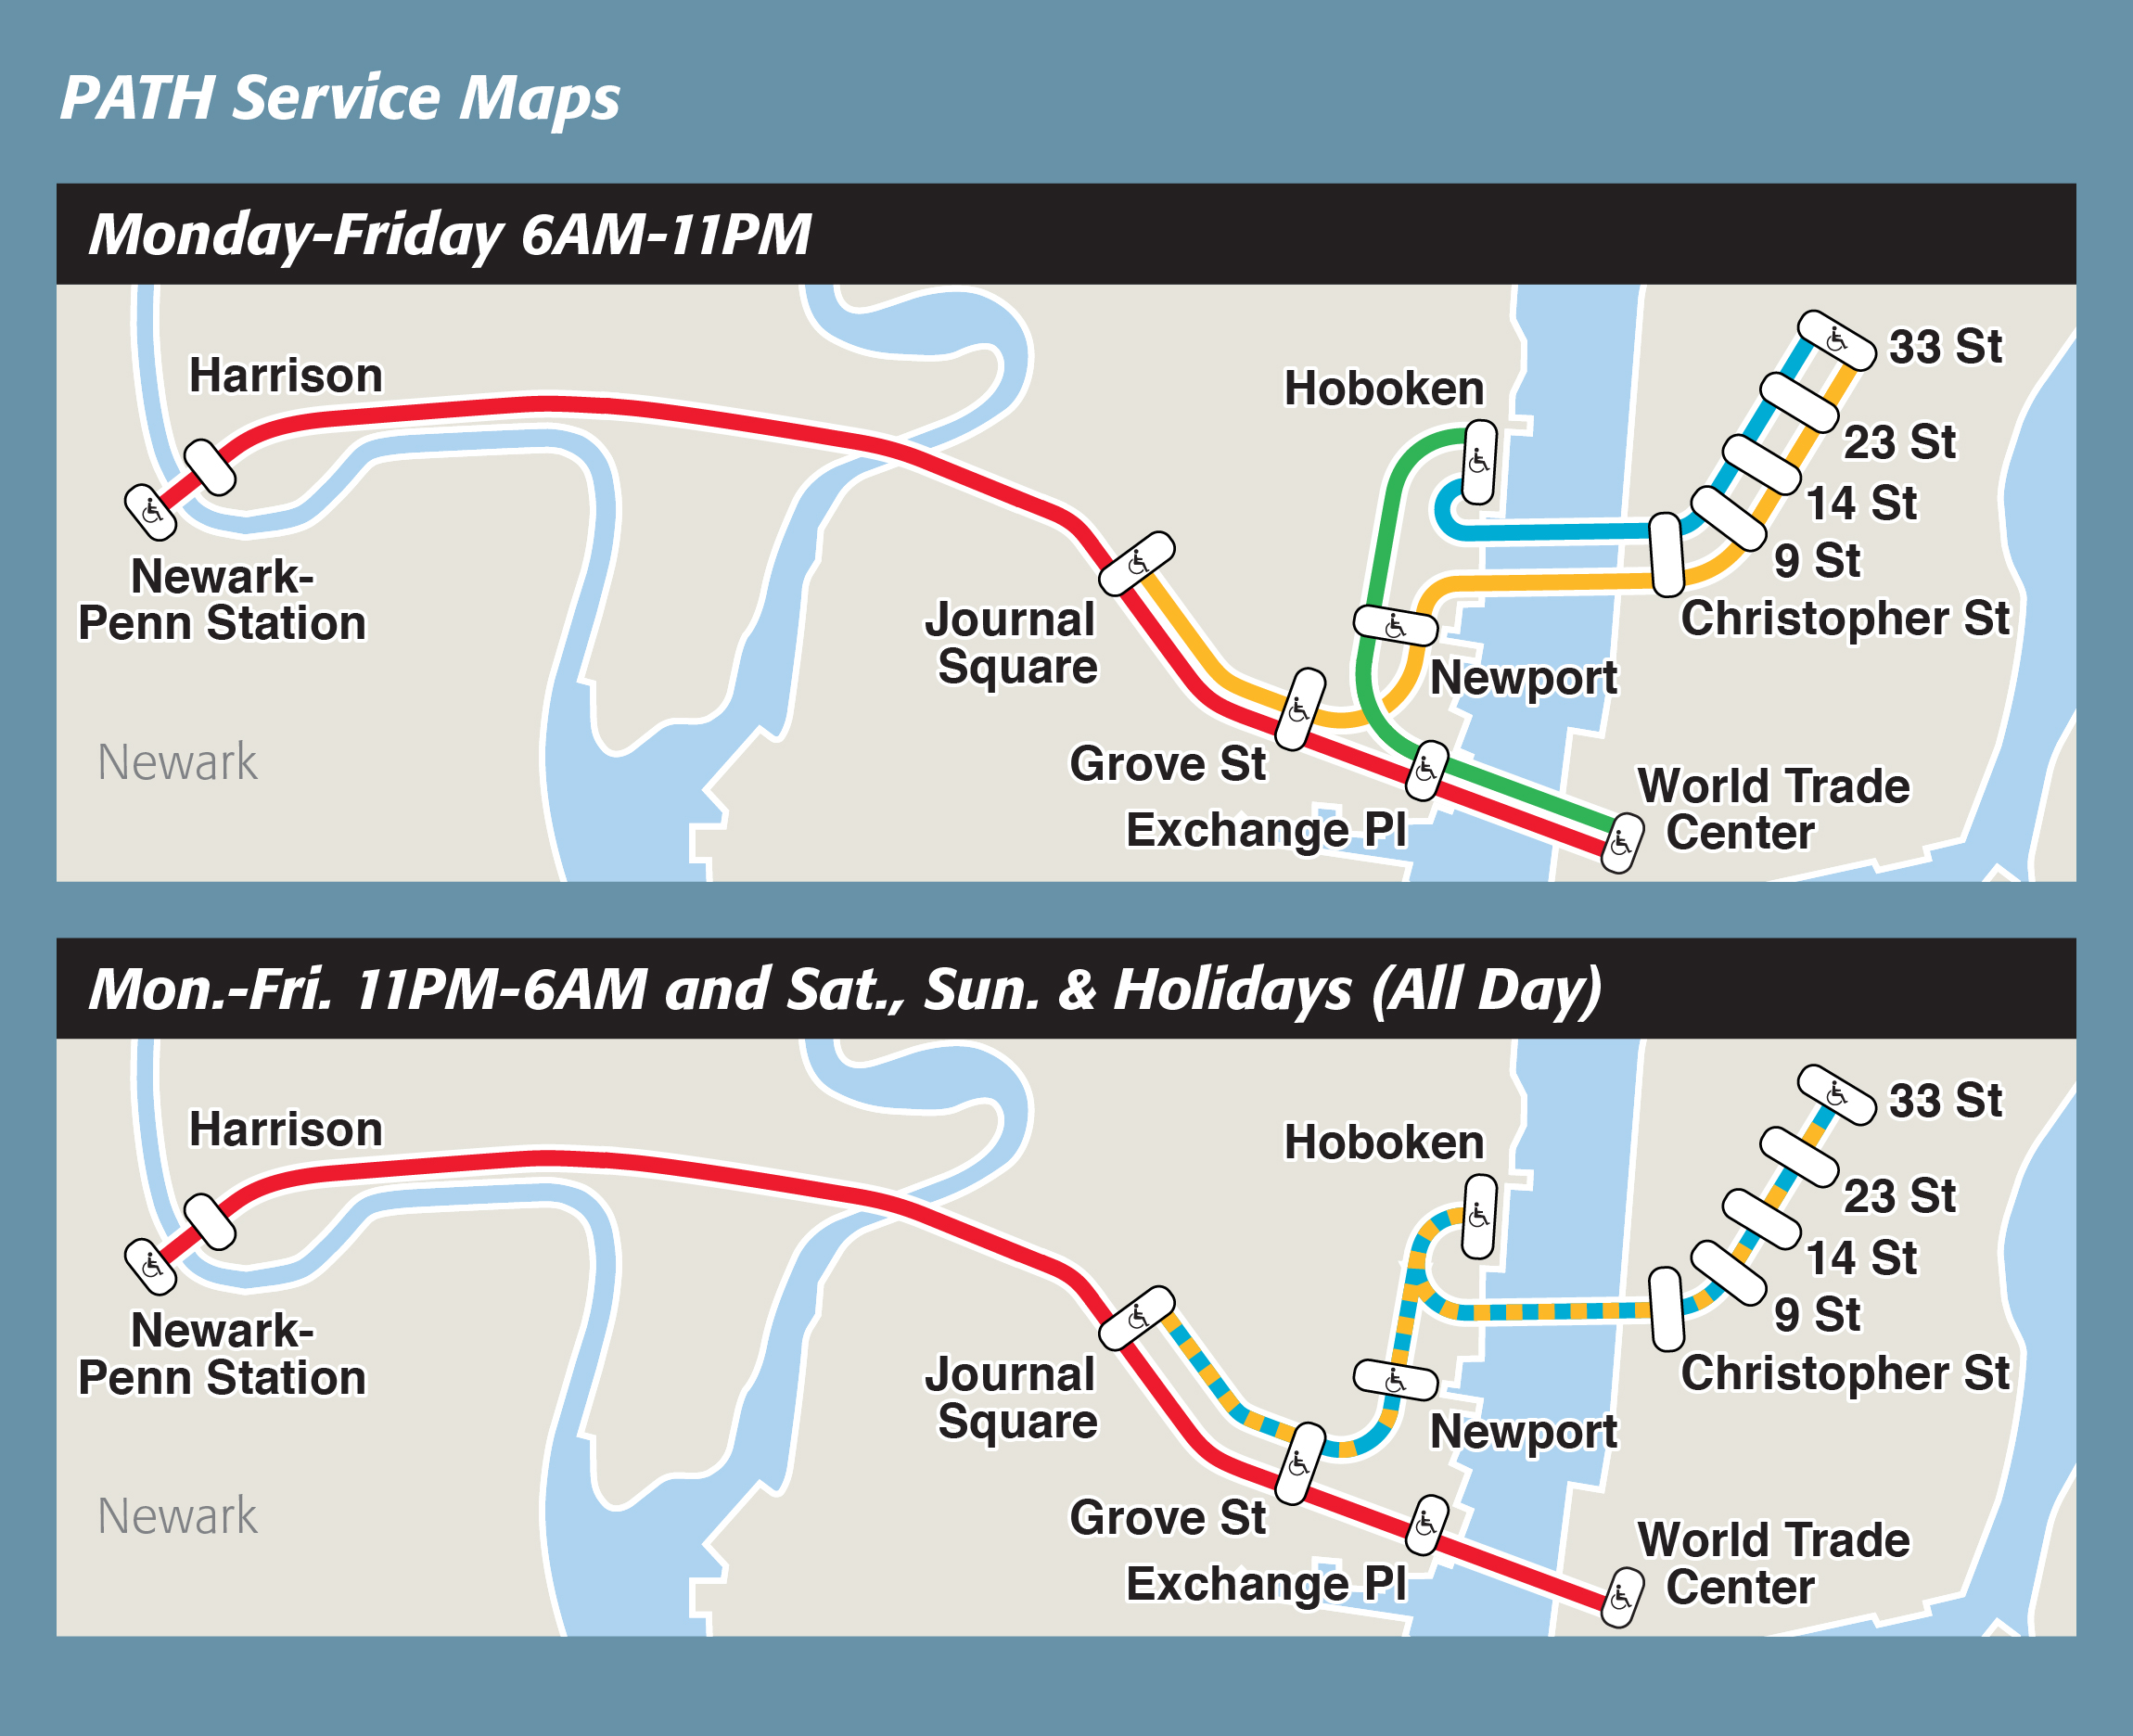 PATH Service Maps
Monday-Friday 6AM-11PM
33 St
Harrison
Hoboken
23 St
14 St
9 St
Newark-
Penn Station
Christopher St
Journal
Square
Newport
Newark
Grove St
World Trade
Center
Exchange Pl
Mon.-Fri. 11PM-6AM and Sat., Sun. & Holidays (All Day)
33 St
Harrison
Hoboken
23 St
14 St
9 St
Newark-
Penn Station
Christopher St
Journal
Square
Newport
Newark
Grove St
World Trade
Center
Exchange Pl